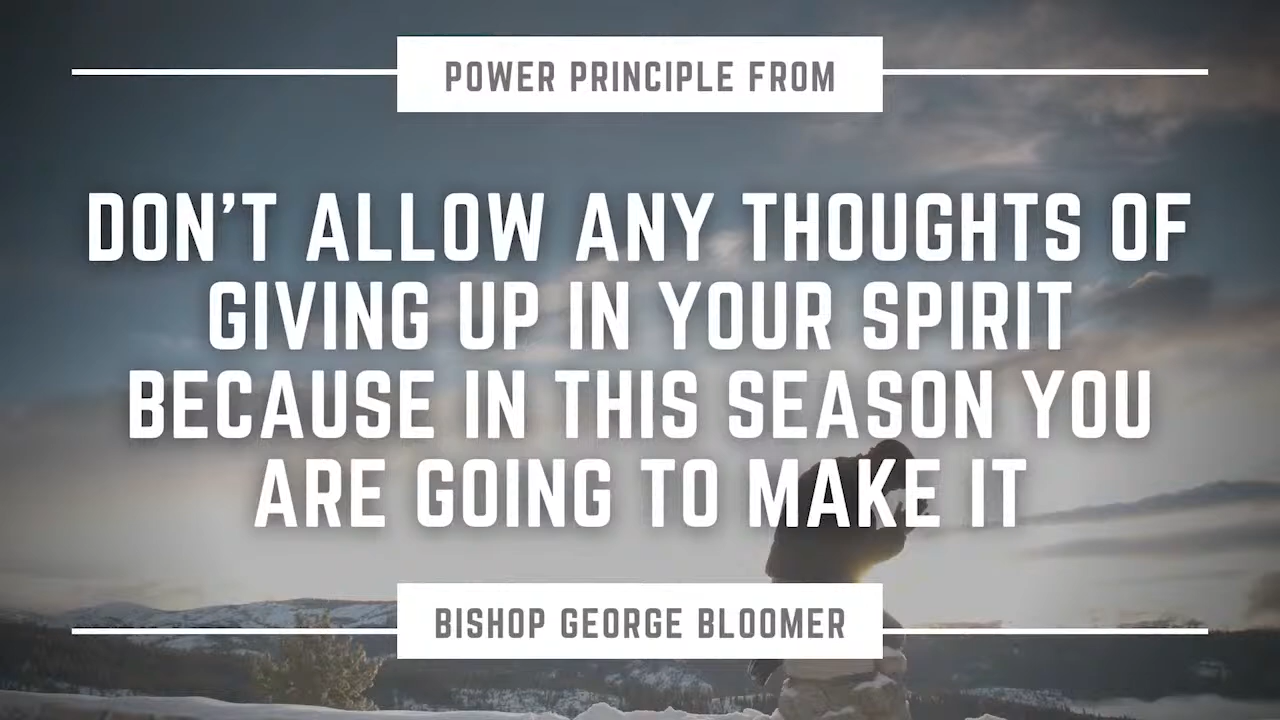 POWER PRINCIPLE FROM
DON'T ALLOW ANY THOUGHTS OF
GIVING UP IN YOUR SPIRIT
BECAUSE IN THIS SEASON YOU
ARE GOING TO MAKE IT
BISHOP GEORGE BLOOMER